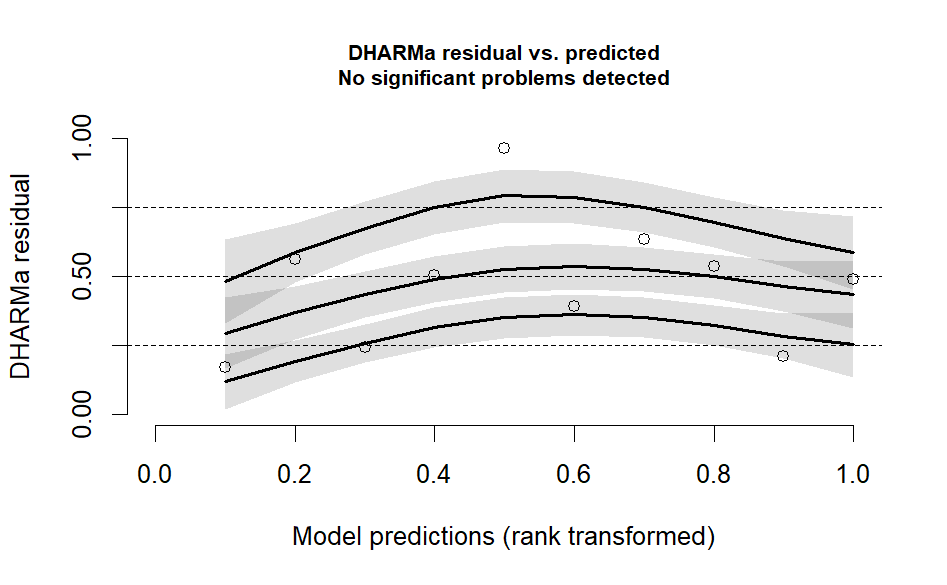 DHARMa residual vs. predicted
No significant problems detected
DHARMa residual
1.00
0.50
0.00
0.0 0.2 0.4 0.6 0.8 1.0
Model predictions (rank transformed)